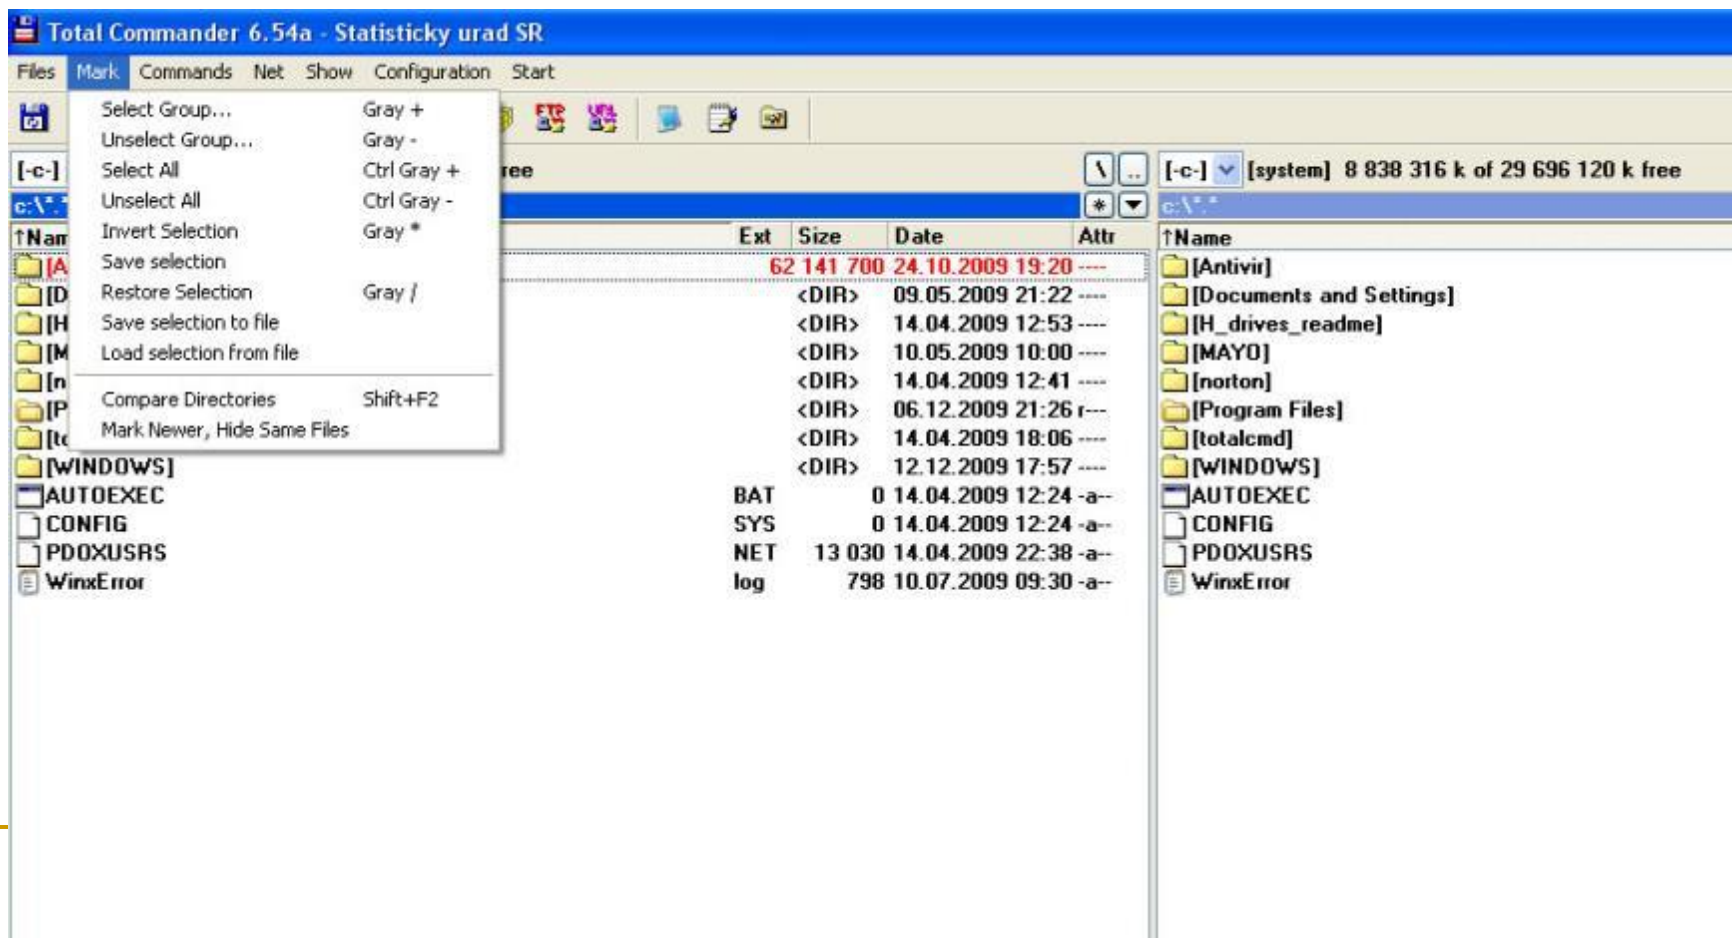 Total Commander 6.54a - Statisticky urad SR
Files Mark Commands Net Show Configuration Start
Select Group... Gray +
Unselect Group... Gray -
Select All Ctrl Gray +
Unselect All Ctrl Gray -
Invert Selection Gray *
Save selection
Restore Selection Gray /
Save selection to file
Load selection from file
Compare Directories Shift+F2
Mark Newer, Hide Same Files
FTP
[-c-] \ .. [-c-] [system] 8 838 316 k of 29 696 120 k free
c:\*.* * c:\*.*
↑Name Ext Size Date Attr ↑Name
62 141 700 24.10.2009 19:20 ---- [Antivir]
<DIR> 09.05.2009 21:22 ---- [Documents and Settings]
<DIR> 14.04.2009 12:53 ---- [H_drives_readme]
<DIR> 10.05.2009 10:00 ---- [MAYO]
<DIR> 14.04.2009 12:41 ---- [norton]
<DIR> 06.12.2009 21:26 r--- [Program Files]
<DIR> 14.04.2009 18:06 ---- [totalcmd]
[WINDOWS] <DIR> 12.12.2009 17:57 ---- [WINDOWS]
AUTOEXEC BAT 0 14.04.2009 12:24 -a-- AUTOEXEC
CONFIG SYS 0 14.04.2009 12:24 -a-- CONFIG
PDOXUSRS NET 13 030 14.04.2009 22:38 -a-- PDOXUSRS
WinxError log 798 10.07.2009 09:30 -a-- WinxError